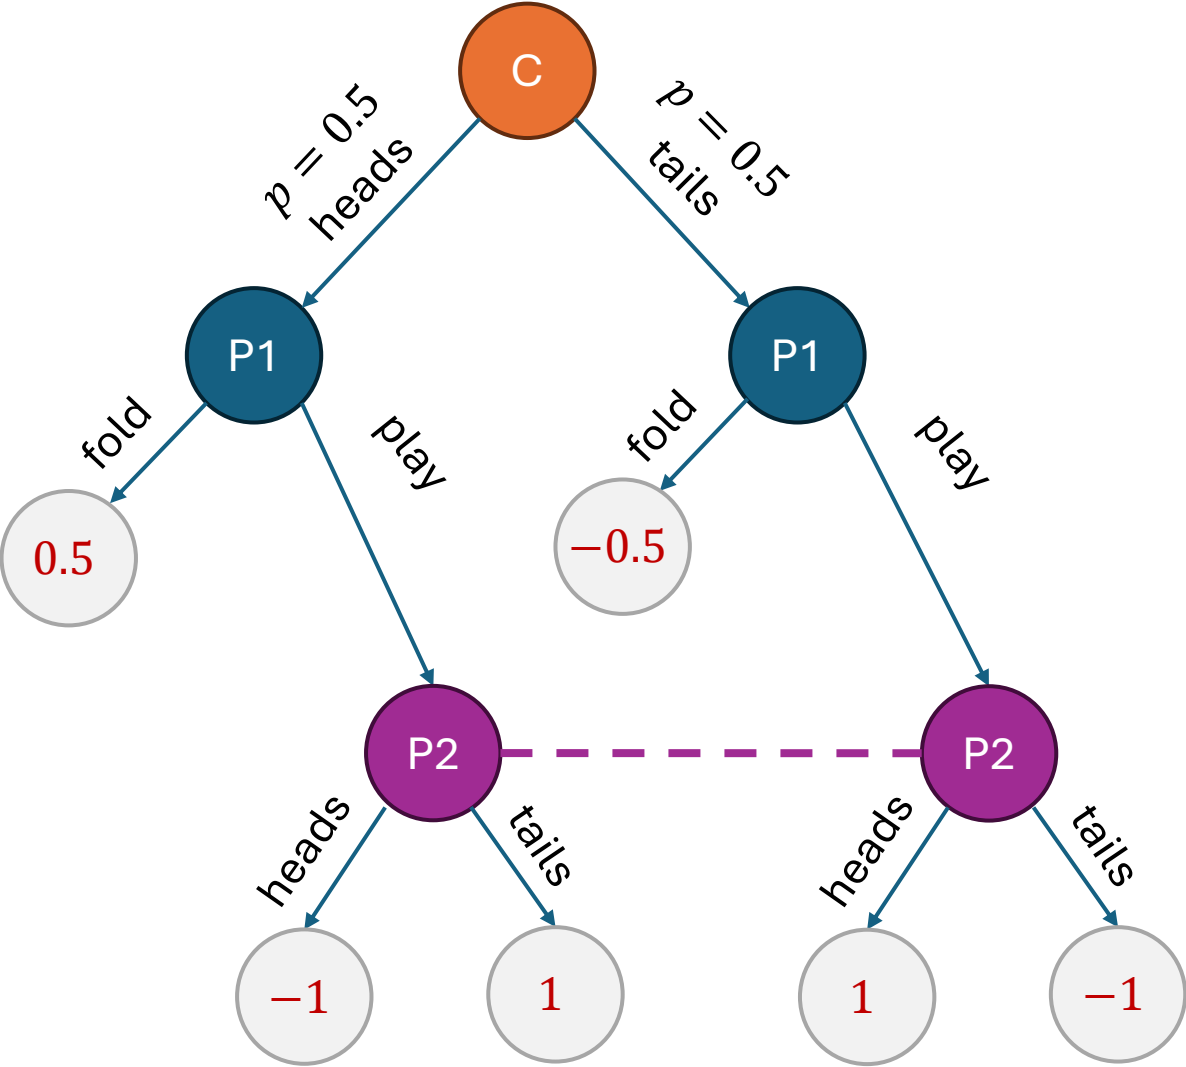 C
p = 0.5
heads
p = 0.5
tails
P1
P1
fold
play
fold
play
0.5
−0.5
P2
P2
heads
tails
heads
tails
−1
1
1
−1